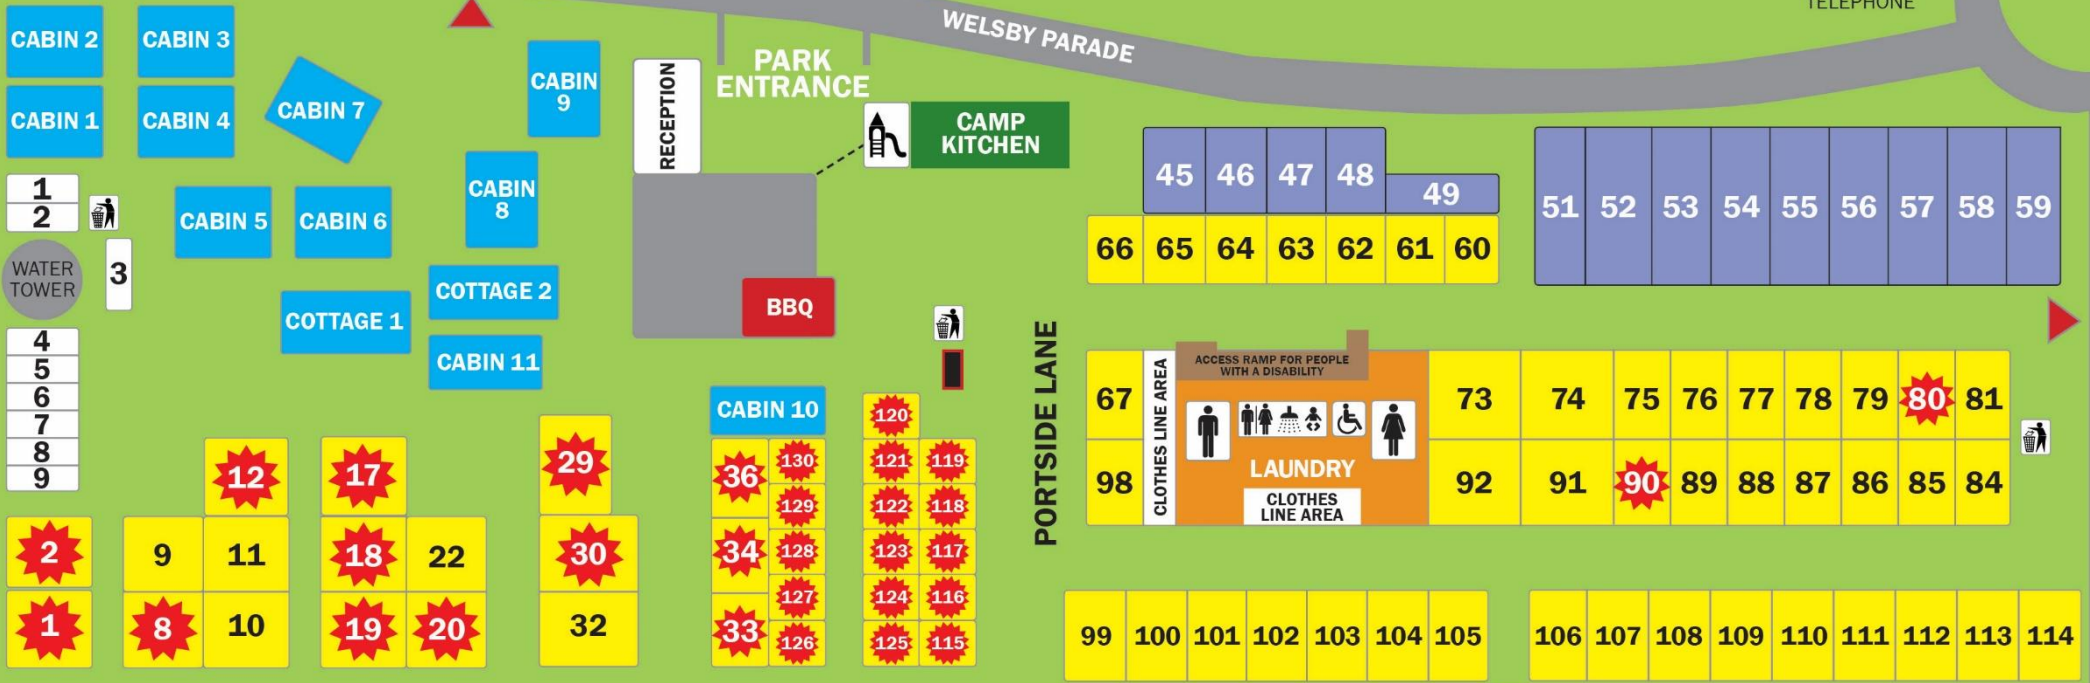 TELEPHONE
WELSBY PARADE
CABIN 2
CABIN 3
CABIN 1
CABIN 4
CABIN 7
CABIN
9
RECEPTION
PARK
ENTRANCE
CAMP
KITCHEN
1
2
3
WATER
TOWER
CABIN 5
CABIN 6
CABIN
8
COTTAGE 2
COTTAGE 1
CABIN 11
BBQ
4
5
6
7
8
9
CABIN 10
45 46 47 48
49
51 52 53 54 55 56 57 58 59
66 65 64 63 62 61 60
PORTSIDE LANE
67
98
CLOTHES LINE AREA
ACCESS RAMP FOR PEOPLE
WITH A DISABILITY
LAUNDRY
CLOTHES
LINE AREA
73 74 75 76 77 78 79 80 81
92 91 90 89 88 87 86 85 84
12
17
29
2
9 11
18 22
30
1
8 10
19 20
32
36
34
33
130
129
128
127
126
120
121 119
122 118
123 117
124 116
125 115
99 100 101 102 103 104 105
106 107 108 109 110 111 112 113 114